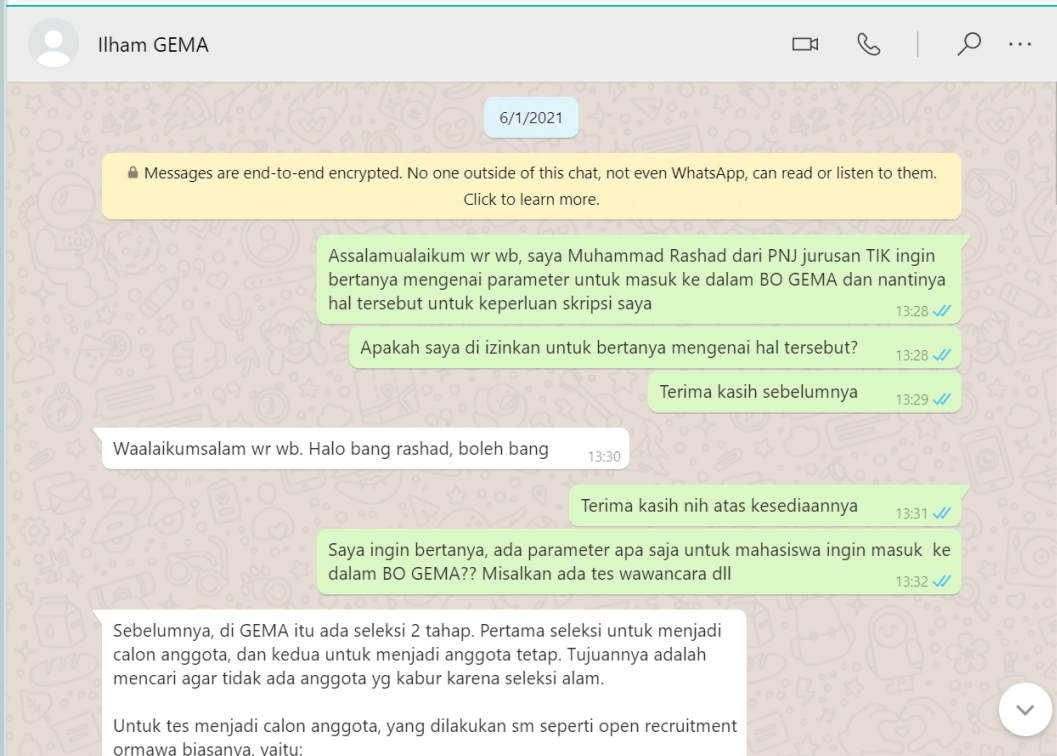 Ilham GEMA
6/1/2021
Messages are end-to-end encrypted. No one outside of this chat, not even WhatsApp, can read or listen to them.
Click to learn more.
Assalamualaikum wr wb, saya Muhammad Rashad dari PNJ jurusan TIK ingin
bertanya mengenai parameter untuk masuk ke dalam BO GEMA dan nantinya
hal tersebut untuk keperluan skripsi saya
13:28
Apakah saya di izinkan untuk bertanya mengenai hal tersebut?
13:28
Terima kasih sebelumnya
13:29
Waalaikumsalam wr wb. Halo bang rashad, boleh bang
13:30
Terima kasih nih atas kesediaannya
13:31
Saya ingin bertanya, ada parameter apa saja untuk mahasiswa ingin masuk  ke
dalam BO GEMA?? Misalkan ada tes wawancara dll
13:32
Sebelumnya, di GEMA itu ada seleksi 2 tahap. Pertama seleksi untuk menjadi
calon anggota, dan kedua untuk menjadi anggota tetap. Tujuannya adalah
mencari agar tidak ada anggota yg kabur karena seleksi alam.
Untuk tes menjadi calon anggota, yang dilakukan sm seperti open recruitment
ormawa biasanya, yaitu: